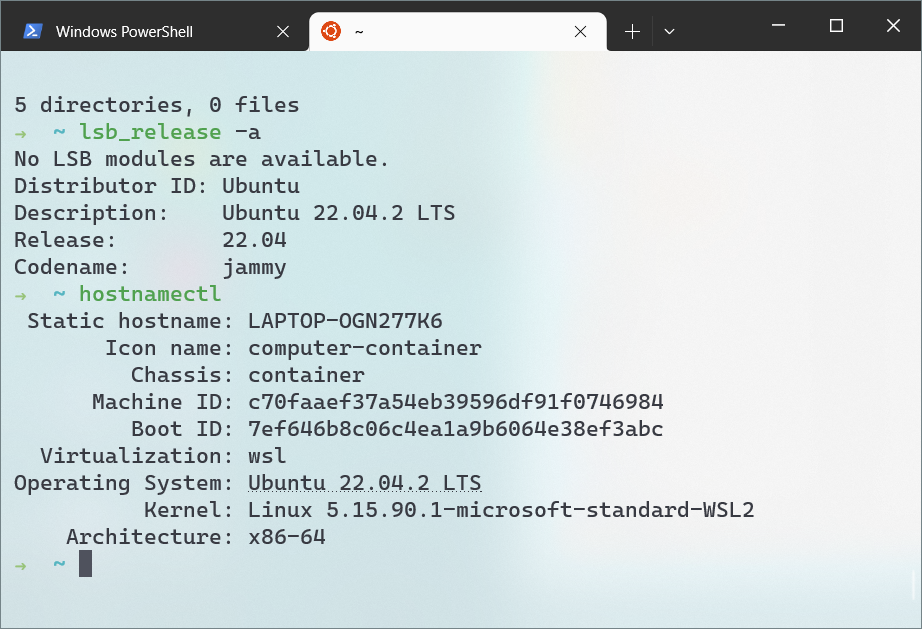 Windows PowerShell
~
5 directories, 0 files
→ ~ lsb_release -a
No LSB modules are available.
Distributor ID: Ubuntu
Description:    Ubuntu 22.04.2 LTS
Release:        22.04
Codename:       jammy
→ ~ hostnamectl
 Static hostname: LAPTOP-OGN277K6
       Icon name: computer-container
         Chassis: container
      Machine ID: c70faaef37a54eb39596df91f0746984
         Boot ID: 7ef646b8c06c4ea1a9b6064e38ef3abc
  Virtualization: wsl
Operating System: Ubuntu 22.04.2 LTS
          Kernel: Linux 5.15.90.1-microsoft-standard-WSL2
    Architecture: x86-64
→ ~